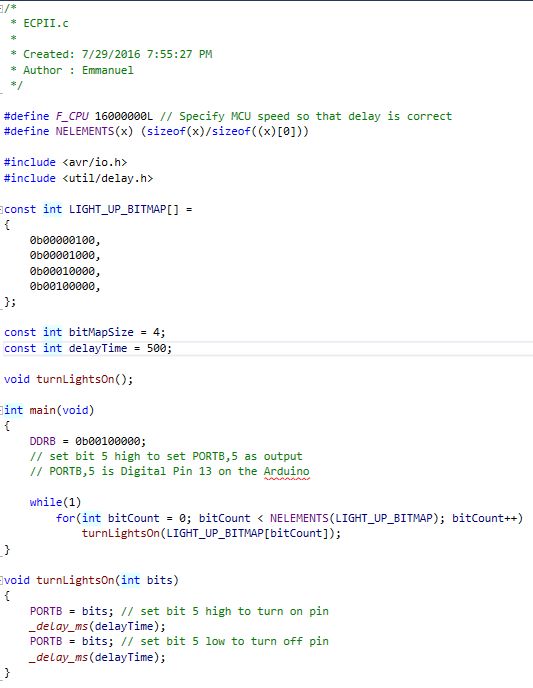 /*
 * ECPII.c
 *
 * Created: 7/29/2016 7:55:27 PM
 * Author : Emmanuel
 */

#define F_CPU 16000000L // Specify MCU speed so that delay is correct
#define NELEMENTS(x) (sizeof(x)/sizeof((x)[0]))

#include <avr/io.h>
#include <util/delay.h>

const int LIGHT_UP_BITMAP[] =
{
    0b00000100,
    0b00001000,
    0b00010000,
    0b00100000,
};

const int bitMapSize = 4;
const int delayTime = 500;

void turnLightsOn();

int main(void)
{
    DDRB = 0b00100000;
    // set bit 5 high to set PORTB,5 as output
    // PORTB,5 is Digital Pin 13 on the Arduino

    while(1)
        for(int bitCount = 0; bitCount < NELEMENTS(LIGHT_UP_BITMAP); bitCount++)
            turnLightsOn(LIGHT_UP_BITMAP[bitCount]);
}

void turnLightsOn(int bits)
{
    PORTB = bits; // set bit 5 high to turn on pin
    _delay_ms(delayTime);
    PORTB = bits; // set bit 5 low to turn off pin
    _delay_ms(delayTime);
}